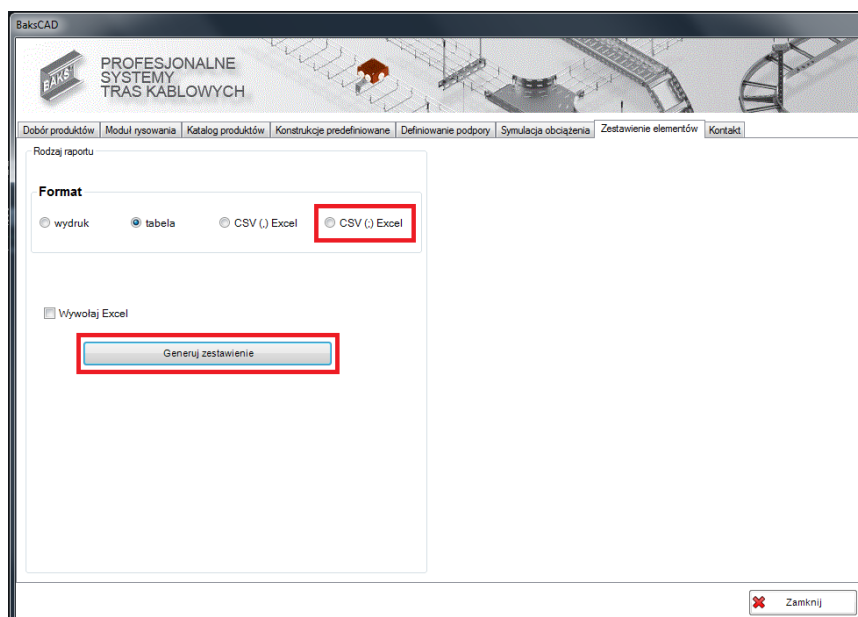 BaksCAD
BAKS
PROFESJONALNE
SYSTEMY
TRAS KABLOWYCH
Dobór produktów Moduł rysowania Katalog produktów Konstrukcje predefiniowane Definiowanie podpory Symulacja obciążenia Zestawienie elementów Kontakt
Rodzaj raportu
Format
wydruk tabela CSV (,) Excel CSV (;) Excel
Wywołaj Excel
Generuj zestawienie
Zamknij